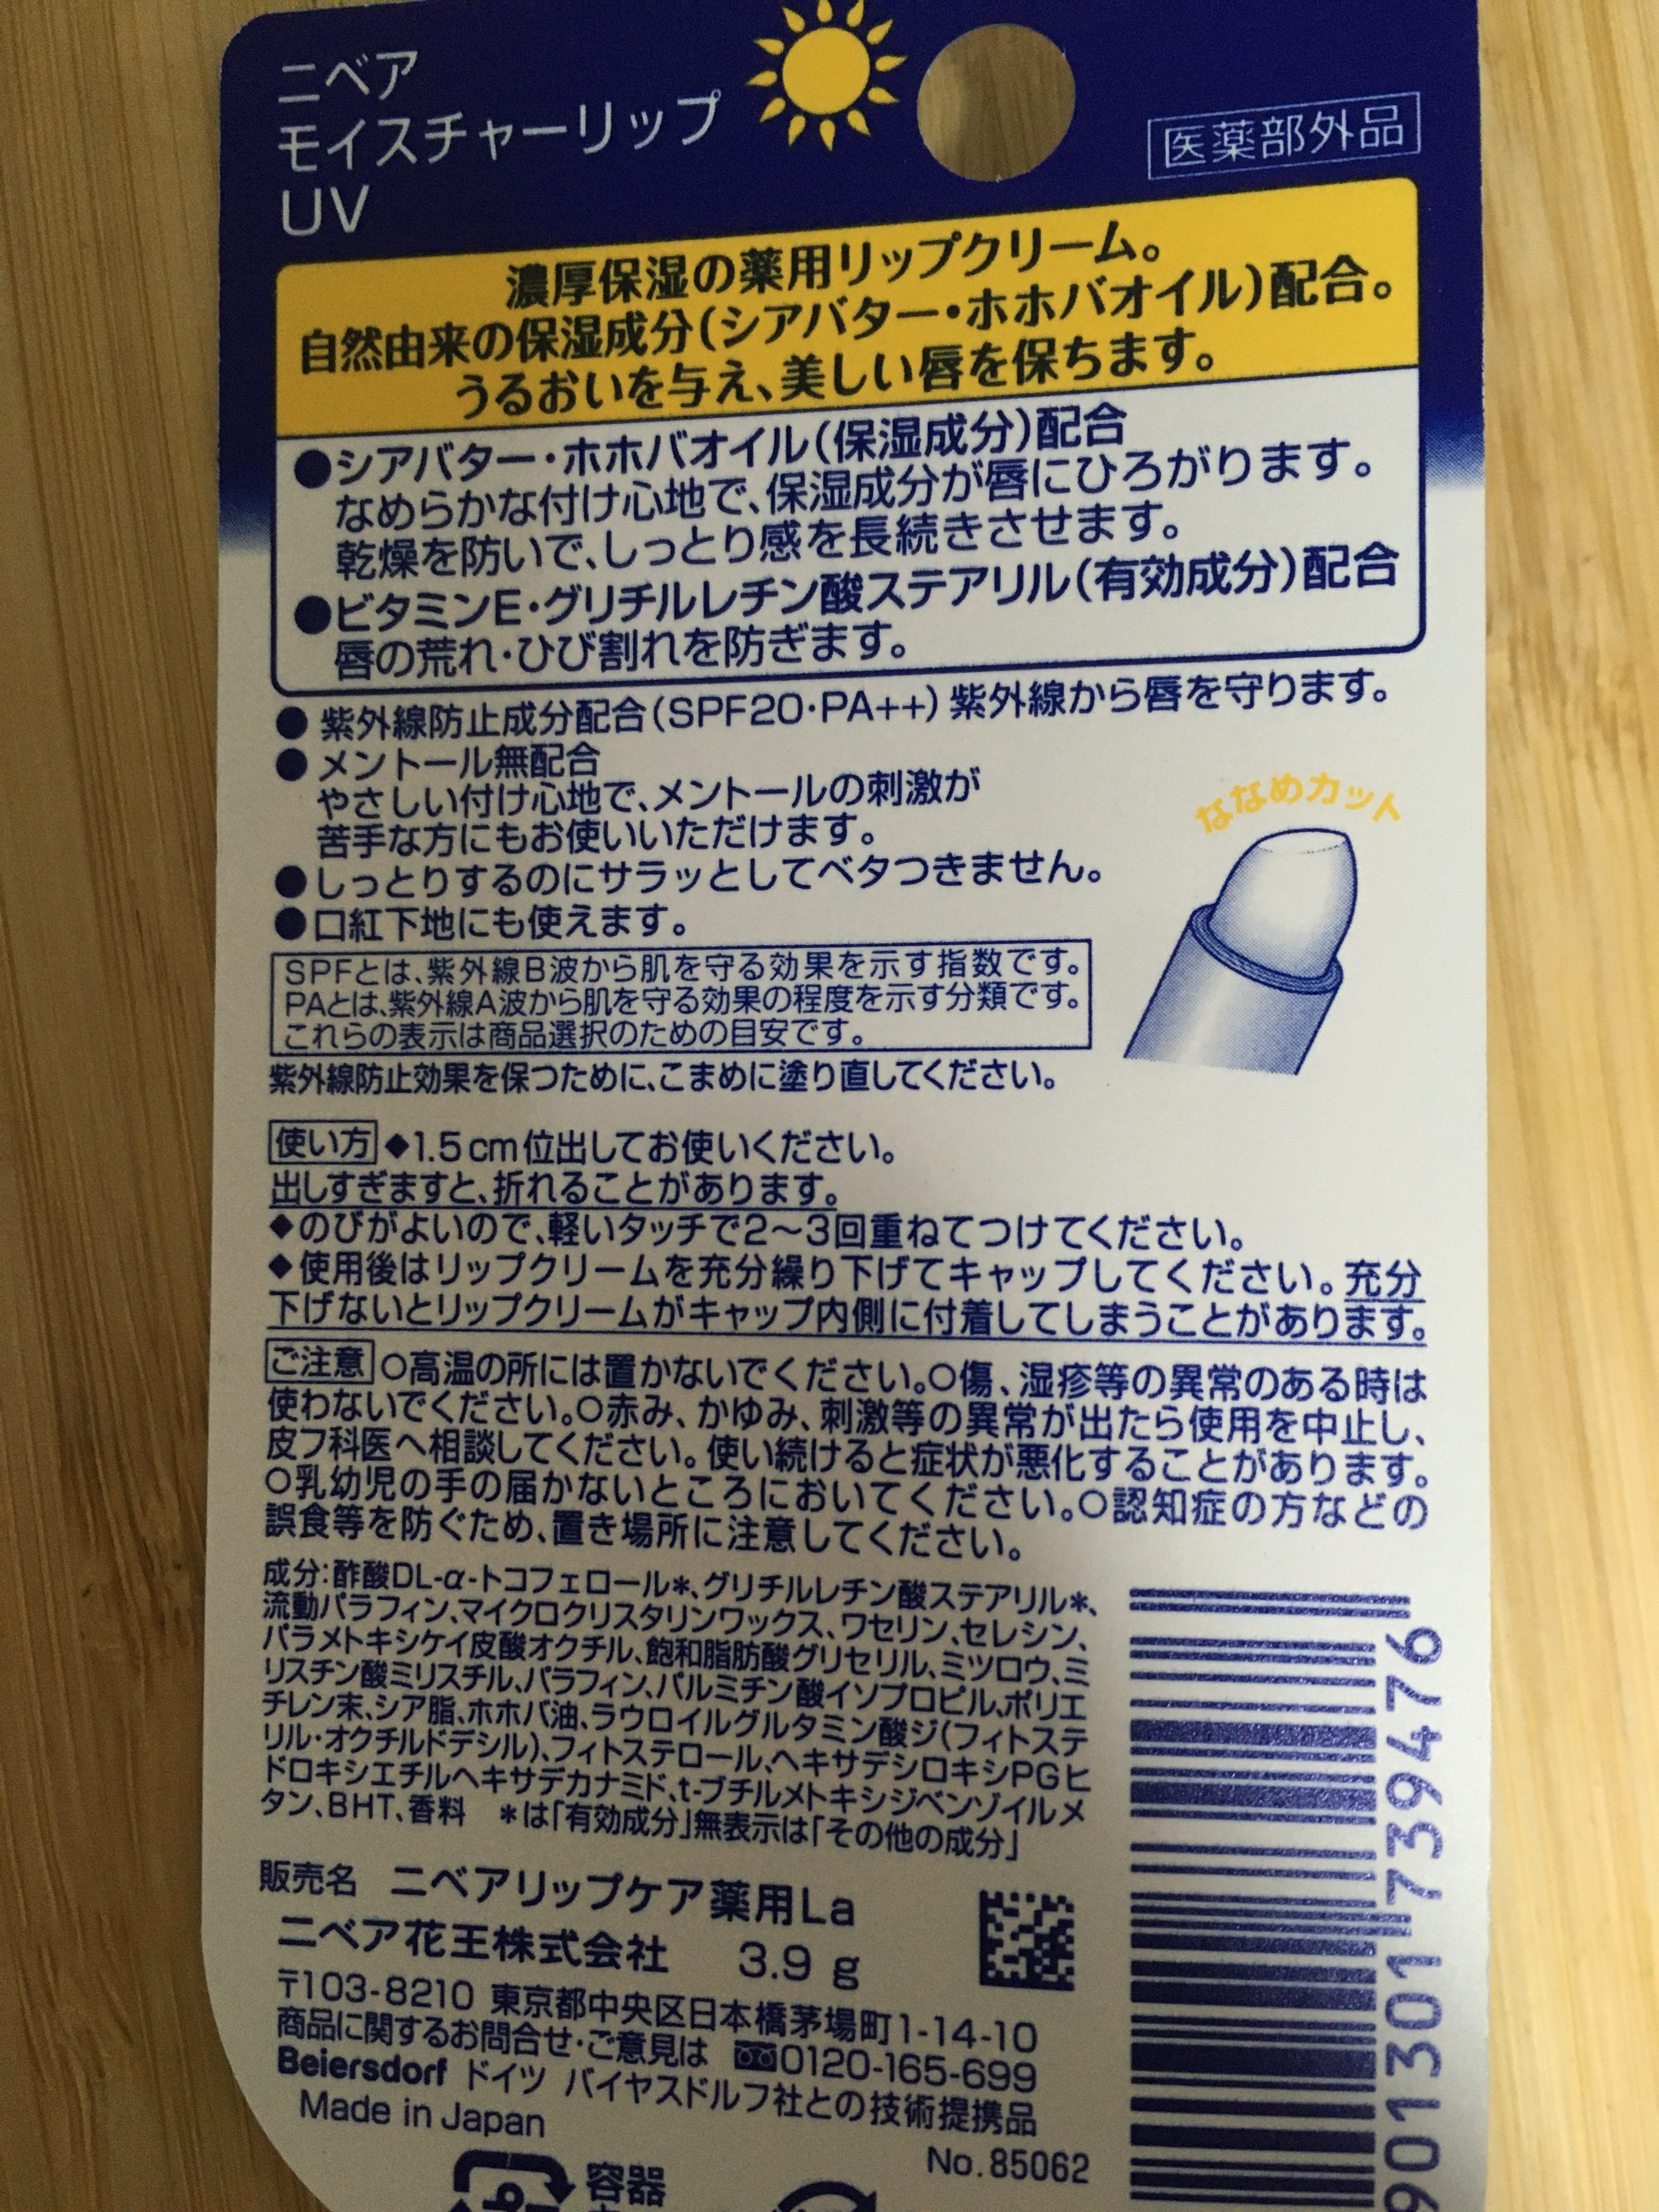 ニベア
モイスチャーリップ
UV
医薬部外品
濃厚保湿の薬用リップクリーム。
自然由来の保湿成分(シアバター・ホホバオイル)配合。
うるおいを与え、美しい唇を保ちます。
●シアバター・ホホバオイル(保湿成分)配合
なめらかな付け心地で、保湿成分が唇にひろがります。
乾燥を防いで、しっとり感を長続きさせます。
●ビタミンE・グリチルレチン酸ステアリル(有効成分)配合
唇の荒れ・ひび割れを防ぎます。
● 紫外線防止成分配合(SPF20・PA++) 紫外線から唇を守ります。
● メントール無配合
やさしい付け心地で、メントールの刺激が
苦手な方にもお使いいただけます。
●しっとりするのにサラッとしてベタつきません。
●口紅下地にも使えます。
ななめカット
SPFとは、紫外線B波から肌を守る効果を示す指数です。
PAとは、紫外線A波から肌を守る効果の程度を示す分類です。
これらの表示は商品選択のための目安です。
紫外線防止効果を保つために、こまめに塗り直してください。
使い方 ◆1.5cm位出してお使いください。
出しすぎますと、折れることがあります。
◆のびがよいので、軽いタッチで2〜3回重ねてつけてください。
◆使用後はリップクリームを充分繰り下げてキャップしてください。充分
下げないとリップクリームがキャップ内側に付着してしまうことがあります。
ご注意 ○高温の所には置かないでください。○傷、湿疹等の異常のある時は
使わないでください。○赤み、かゆみ、刺激等の異常が出たら使用を中止し、
皮フ科医へ相談してください。使い続けると症状が悪化することがあります。
○乳幼児の手の届かないところにおいてください。○認知症の方などの
誤食等を防ぐため、置き場所に注意してください。
成分:酢酸DL-α-トコフェロール*、グリチルレチン酸ステアリル*、
流動パラフィン、マイクロクリスタリンワックス、ワセリン、セレシン、
パラメトキシケイ皮酸オクチル、飽和脂肪酸グリセリル、ミツロウ、ミ
リスチン酸ミリスチル、パラフィン、パルミチン酸イソプロピル、ポリエ
チレン末、シア脂、ホホバ油、ラウロイルグルタミン酸ジ(フィトステ
リル・オクチルドデシル)、フィトステロール、ヘキサデシロキシPGヒ
ドロキシエチルヘキサデカナミド、t-ブチルメトキシジベンゾイルメ
タン、BHT、香料 *は「有効成分」無表示は「その他の成分」
販売名 ニベアリップケア薬用La
ニベア花王株式会社 3.9 g
〒103-8210 東京都中央区日本橋茅場町1-14-10
商品に関するお問合せ・ご意見は 0120-165-699
Beiersdorf ドイツ バイヤスドルフ社との技術提携品
Made in Japan
No.85062
容器
901301 739476